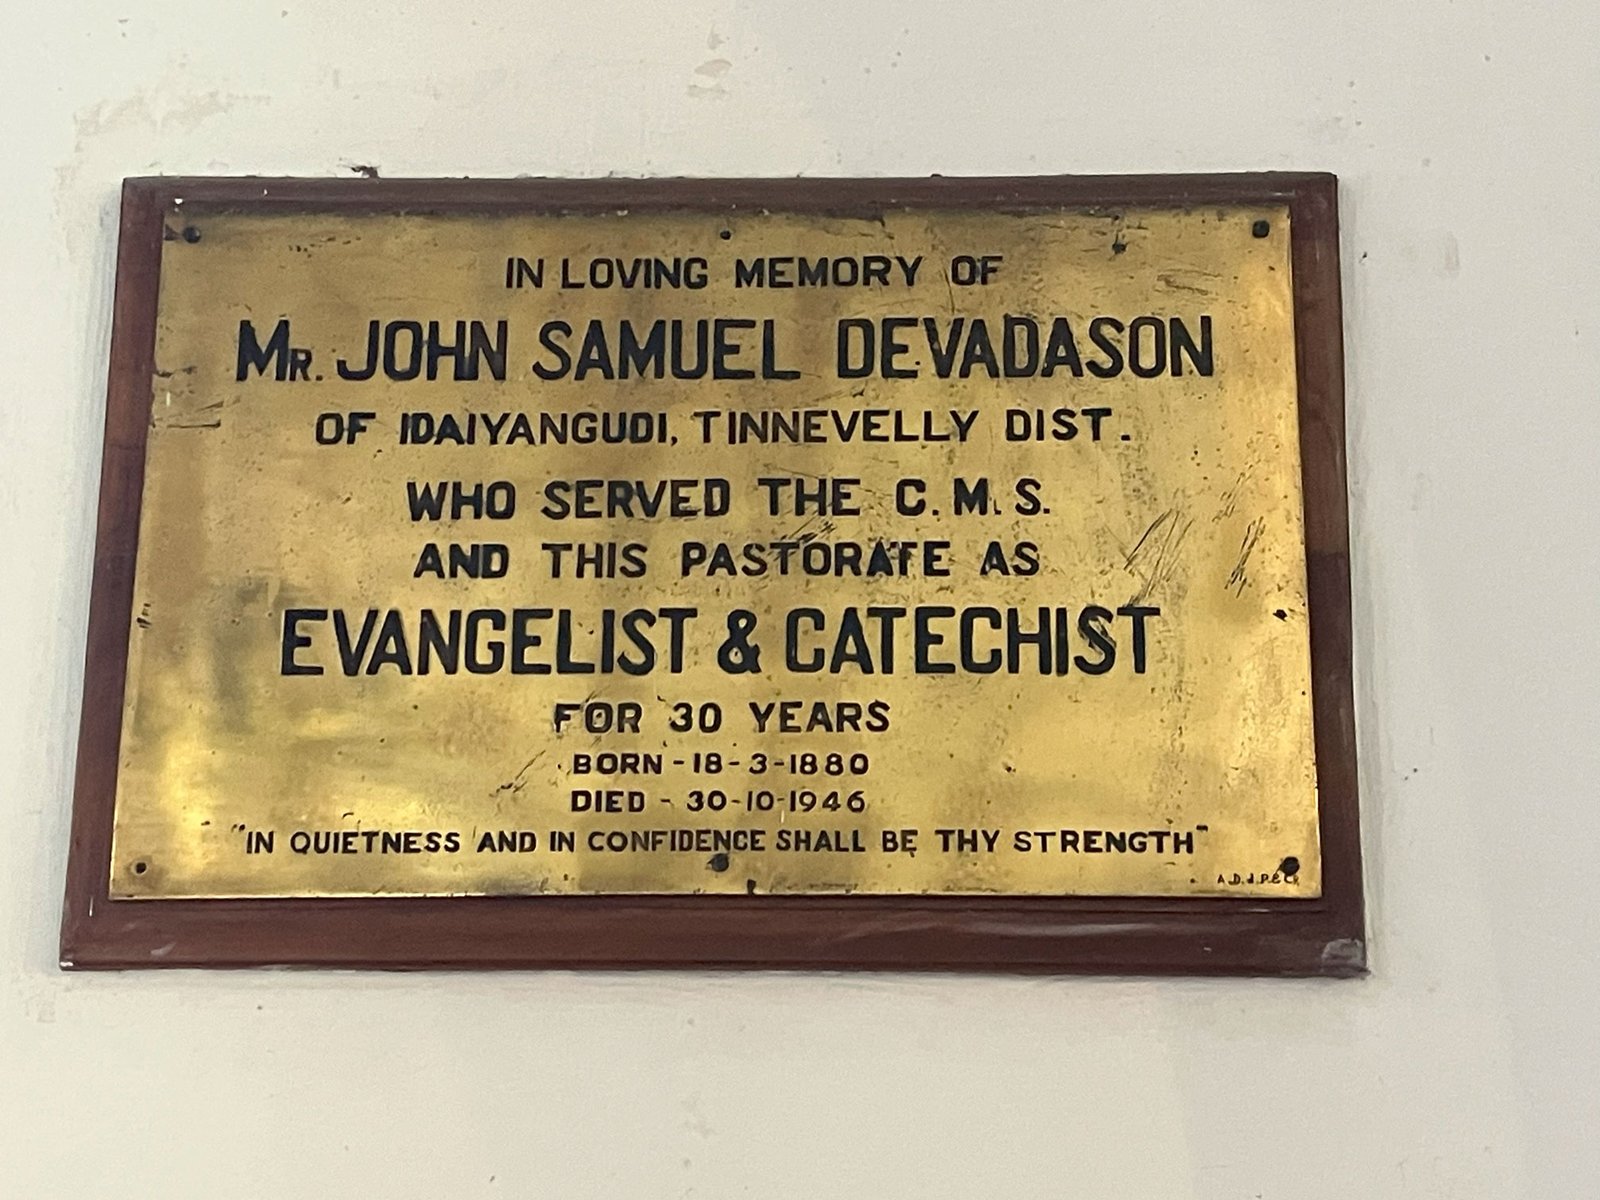 IN LOVING MEMORY OF
MR. JOHN SAMUEL DEVADASON
OF IDAIYANGUDI, TINNEVELLY DIST.
WHO SERVED THE C.M.S.
AND THIS PASTORATE AS
EVANGELIST & CATECHIST
FOR 30 YEARS
BORN - 18-3-1880
DIED - 30-10-1946
"IN QUIETNESS AND IN CONFIDENCE SHALL BE THY STRENGTH"